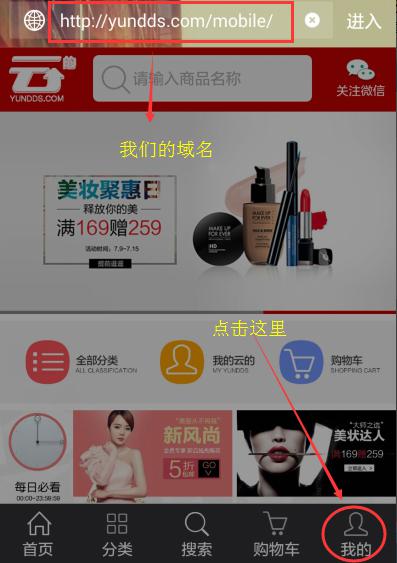 http://yundds.com/mobile/
进入
云的
YUNDDS.COM
请输入商品名称
关注微信
我们的域名
美妆聚惠日
释放你的美
满169赠259
活动时间：7.9~7.15
MAKE UP
FOR EVER
HD
MAKE UP
FOR EVER
点击这里
全部分类
ALL CLASSIFICATION
我的云的
MY YUNDDS
购物车
SHOPPING CART
每日必看
00:00~23:59:59
新风尚
5折
包邮
GO
"大师之选"
美状达人
满169赠259
首页
分类
搜索
购物车
我的